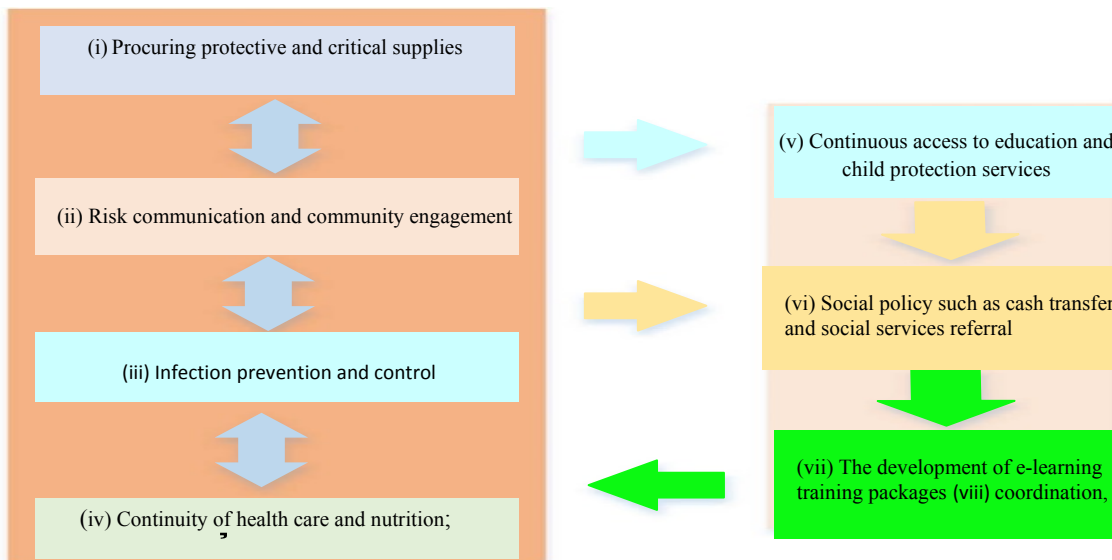 (i) Procuring protective and critical supplies
(ii) Risk communication and community engagement
(iii) Infection prevention and control
(iv) Continuity of health care and nutrition;
,
(v) Continuous access to education and
child protection services
(vi) Social policy such as cash transfer
and social services referral
(vii) The development of e-learning
training packages (viii) coordination,